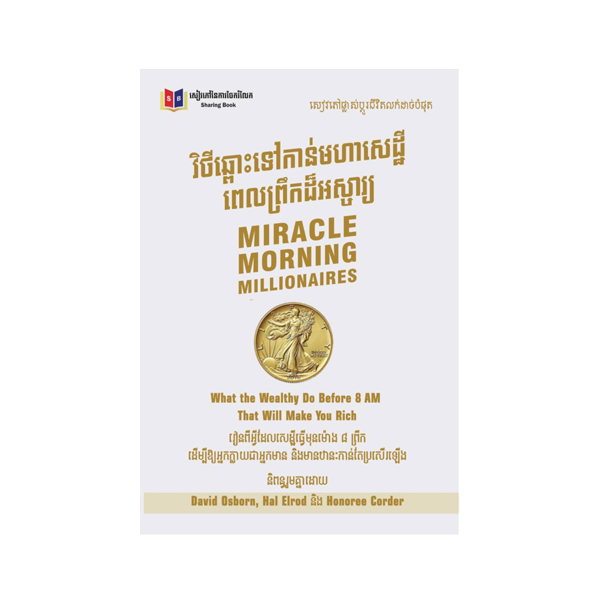 S B
សៀវភៅនៃការចែករំលែក
Sharing Book
សៀវភៅផ្លាស់ប្តូរជីវិតលក់ដាច់បំផុត
វិថីឆ្ពោះទៅកាន់មហាសេដ្ឋី
ពេលព្រឹកដ៏អស្ចារ្យ
MIRACLE
MORNING
MILLIONAIRES
What the Wealthy Do Before 8 AM
That Will Make You Rich
រៀនពីអ្វីដែលសេដ្ឋីធ្វើមុនម៉ោង ៨ ព្រឹក
ដើម្បីឱ្យអ្នកក្លាយជាអ្នកមាន និងមានឋានៈកាន់តែប្រសើរឡើង
និពន្ធរួមគ្នាដោយ
David Osborn, Hal Elrod និង Honoree Corder